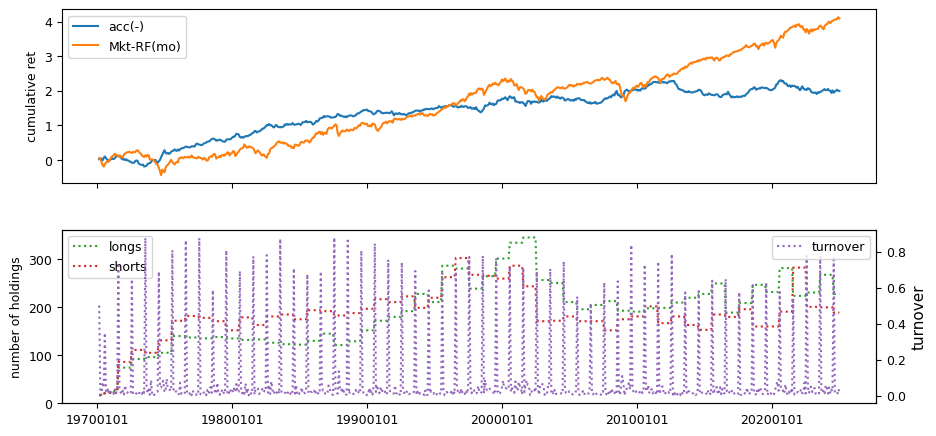 acc(-)
Mkt-RF(mo)
cumulative ret
4
3
2
1
0
longs
shorts
turnover
number of holdings
turnover
300
200
100
0
0.8
0.6
0.4
0.2
0.0
19700101 19800101 19900101 20000101 20100101 20200101